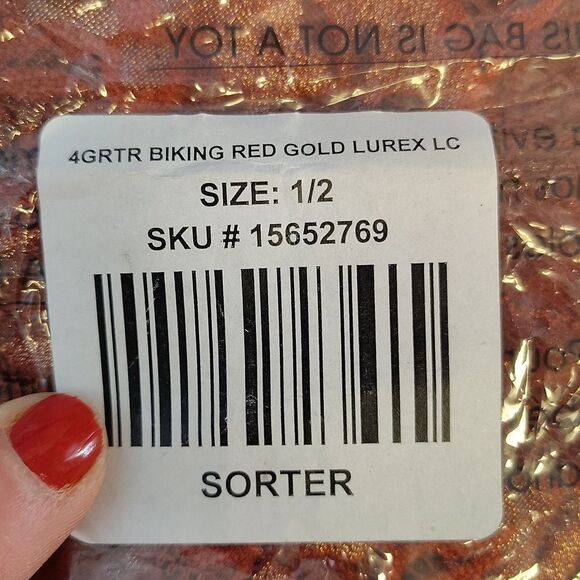 IS BAG IS NOT A TOY
4GRTR BIKING RED GOLD LUREX LC
SIZE: 1/2
SKU # 15652769
SORTER